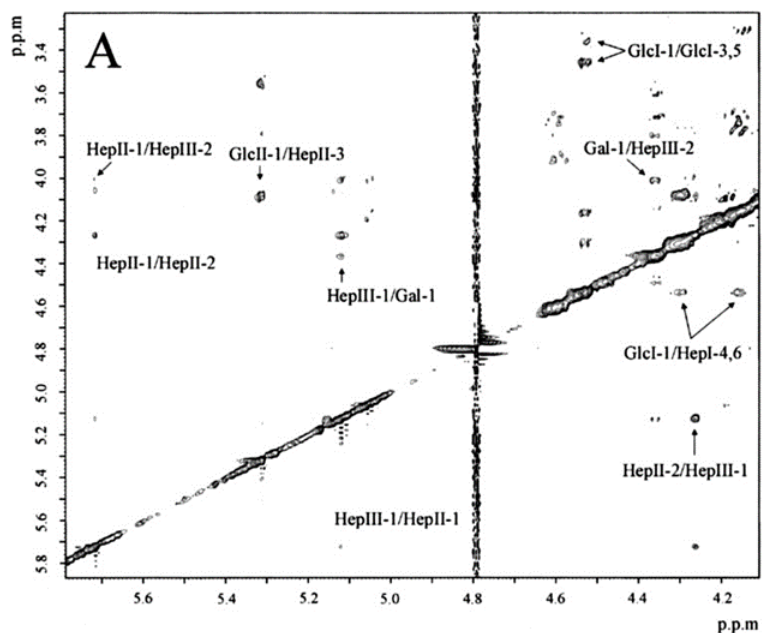 p.p.m
A
3.4
3.6
3.8
4.0
4.2
4.4
4.6
4.8
5.0
5.2
5.4
5.6
5.8
GlcI-1/GlcI-3,5
HepII-1/HepIII-2
GlcII-1/HepII-3
Gal-1/HepIII-2
HepII-1/HepII-2
HepIII-1/Gal-1
GlcI-1/HepI-4,6
HepII-2/HepIII-1
HepIII-1/HepII-1
5.6 5.4 5.2 5.0 4.8 4.6 4.4 4.2
p.p.m